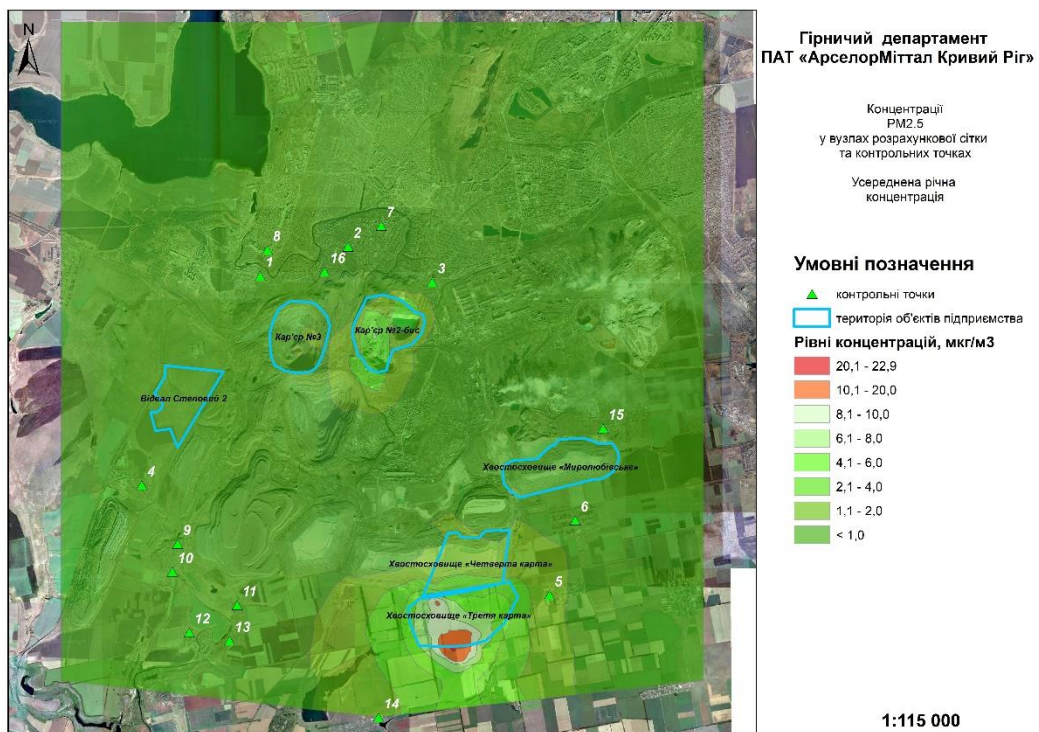 N
Гірничий департамент
ПАТ «АрселорМіттал Кривий Ріг»
Концентрації
PM2.5
у вузлах розрахункової сітки
та контрольних точках
Усереднена річна
концентрація
Умовні позначення
контрольні точки
територія об'єктів підприємства
Рівні концентрацій, мкг/м3
20,1 - 22,9
10,1 - 20,0
8,1 - 10,0
6,1 - 8,0
4,1 - 6,0
2,1 - 4,0
1,1 - 2,0
< 1,0
1:115 000
7
2
8
16
1
3
Кар'єр №3
Кар'єр №2-бис
Відвал Степовий 2
15
Хвостосховище «Миролюбівське»
4
6
9
Хвостосховище «Четверта карта»
10
5
11
Хвостосховище «Третя карта»
12
13
14